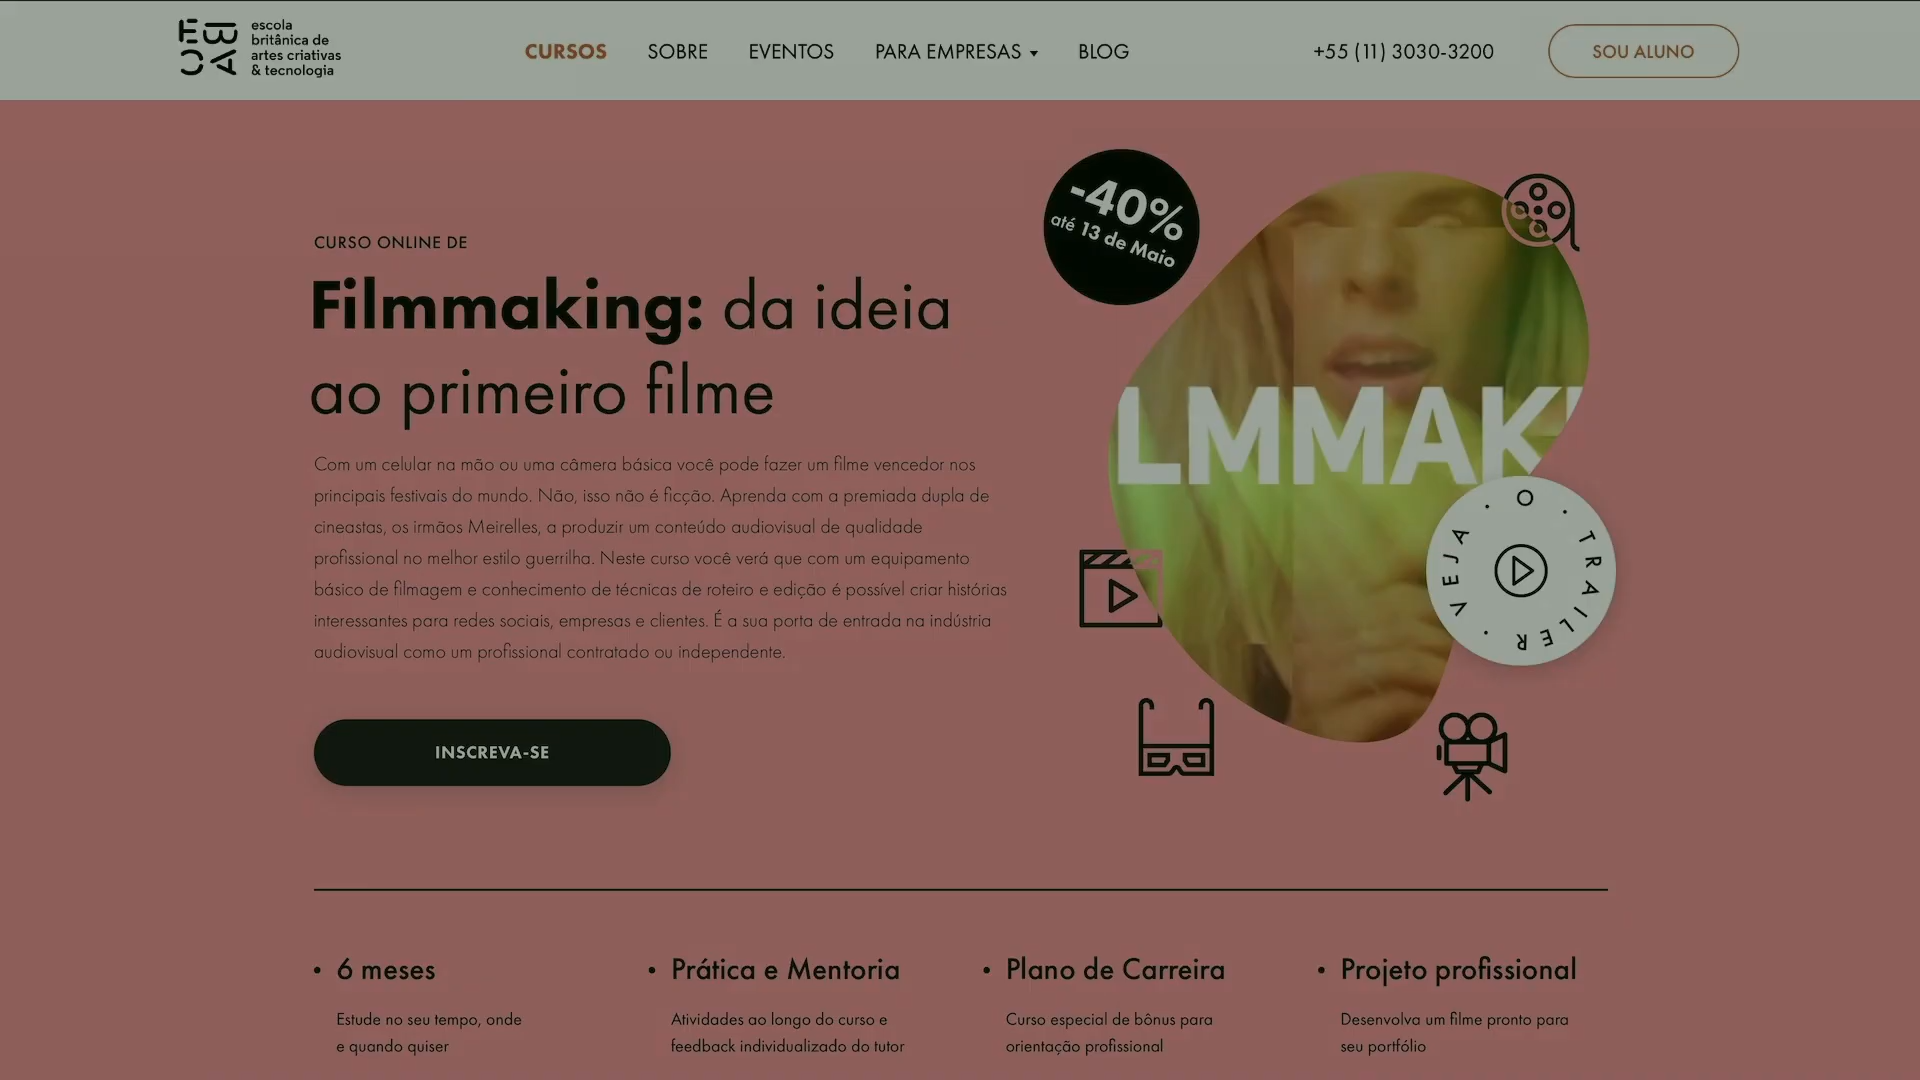 EBAC
escola
britânica de
artes criativas
& tecnologia
CURSOS
SOBRE
EVENTOS
PARA EMPRESAS
BLOG
+55 (11) 3030-3200
SOU ALUNO
CURSO ONLINE DE
Filmmaking: da ideia
ao primeiro filme
Com um celular na mão ou uma câmera básica você pode fazer um filme vencedor nos
principais festivais do mundo. Não, isso não é ficção. Aprenda com a premiada dupla de
cineastas, os irmãos Meirelles, a produzir um conteúdo audiovisual de qualidade
profissional no melhor estilo guerrilha. Neste curso você verá que com um equipamento
básico de filmagem e conhecimento de técnicas de roteiro e edição é possível criar histórias
interessantes para redes sociais, empresas e clientes. É a sua porta de entrada na indústria
audiovisual como um profissional contratado ou independente.
INSCREVA-SE
-40%
até 13 de Maio
LMMAK
VEJA • O • TRAILER •
• 6 meses
Estude no seu tempo, onde
e quando quiser
• Prática e Mentoria
Atividades ao longo do curso e
feedback individualizado do tutor
• Plano de Carreira
Curso especial de bônus para
orientação profissional
• Projeto profissional
Desenvolva um filme pronto para
seu portfólio